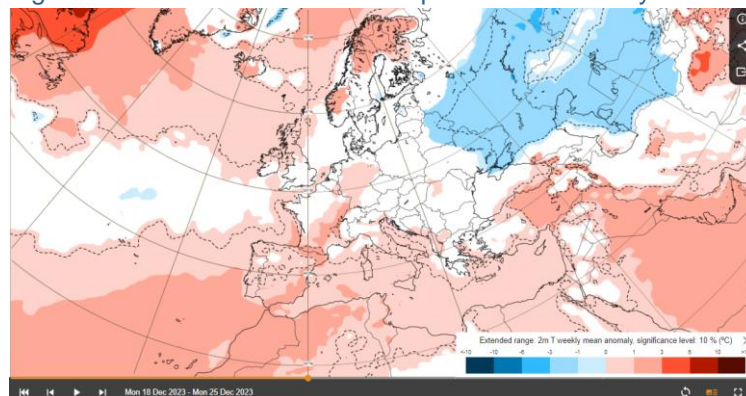 Extended range: 2m T weekly mean anomaly, significance level: 10 % (°C)
<-10 -10 -6 -3 -1 0 1 3 6 10
Mon 18 Dec 2023 - Mon 25 Dec 2023